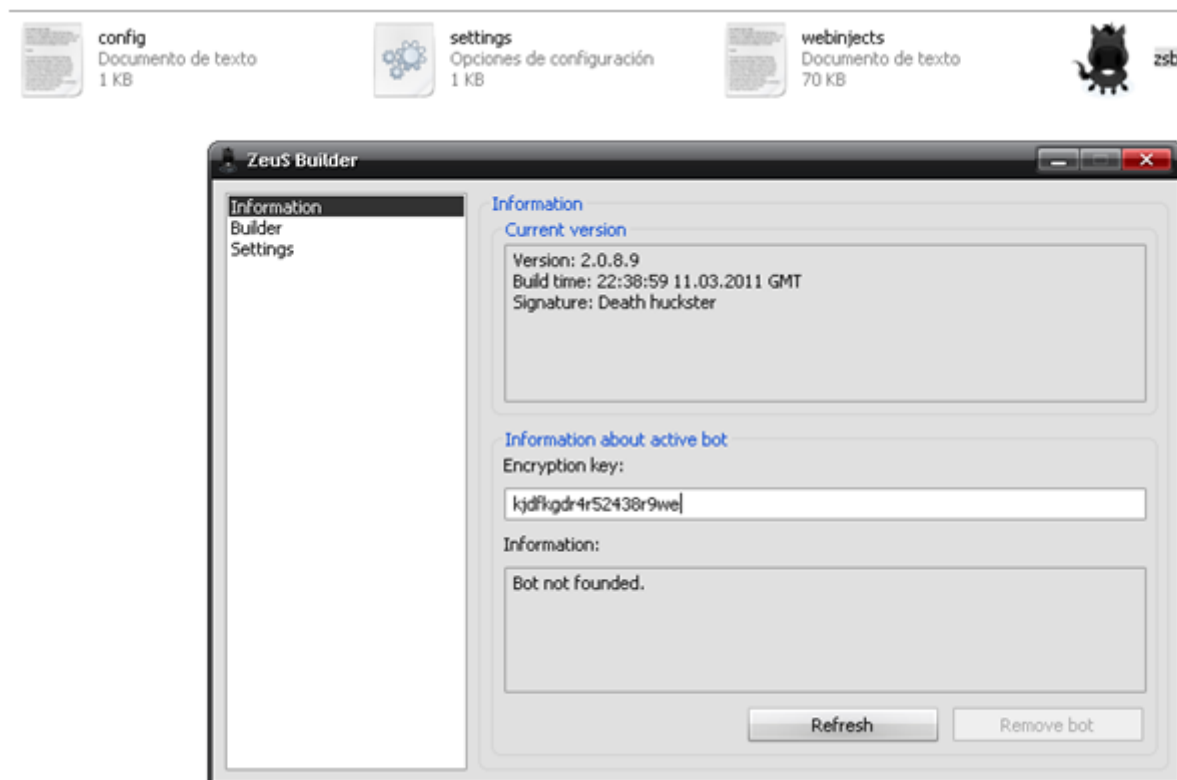 config
Documento de texto
1 KB
settings
Opciones de configuración
1 KB
webinjects
Documento de texto
70 KB
zsb
ZeuS Builder
Information
Builder
Settings
Information
Current version
Version: 2.0.8.9
Build time: 22:38:59 11.03.2011 GMT
Signature: Death huckster
Information about active bot
Encryption key:
kjdfkgdr4r52438r9we
Information:
Bot not founded.
Refresh
Remove bot